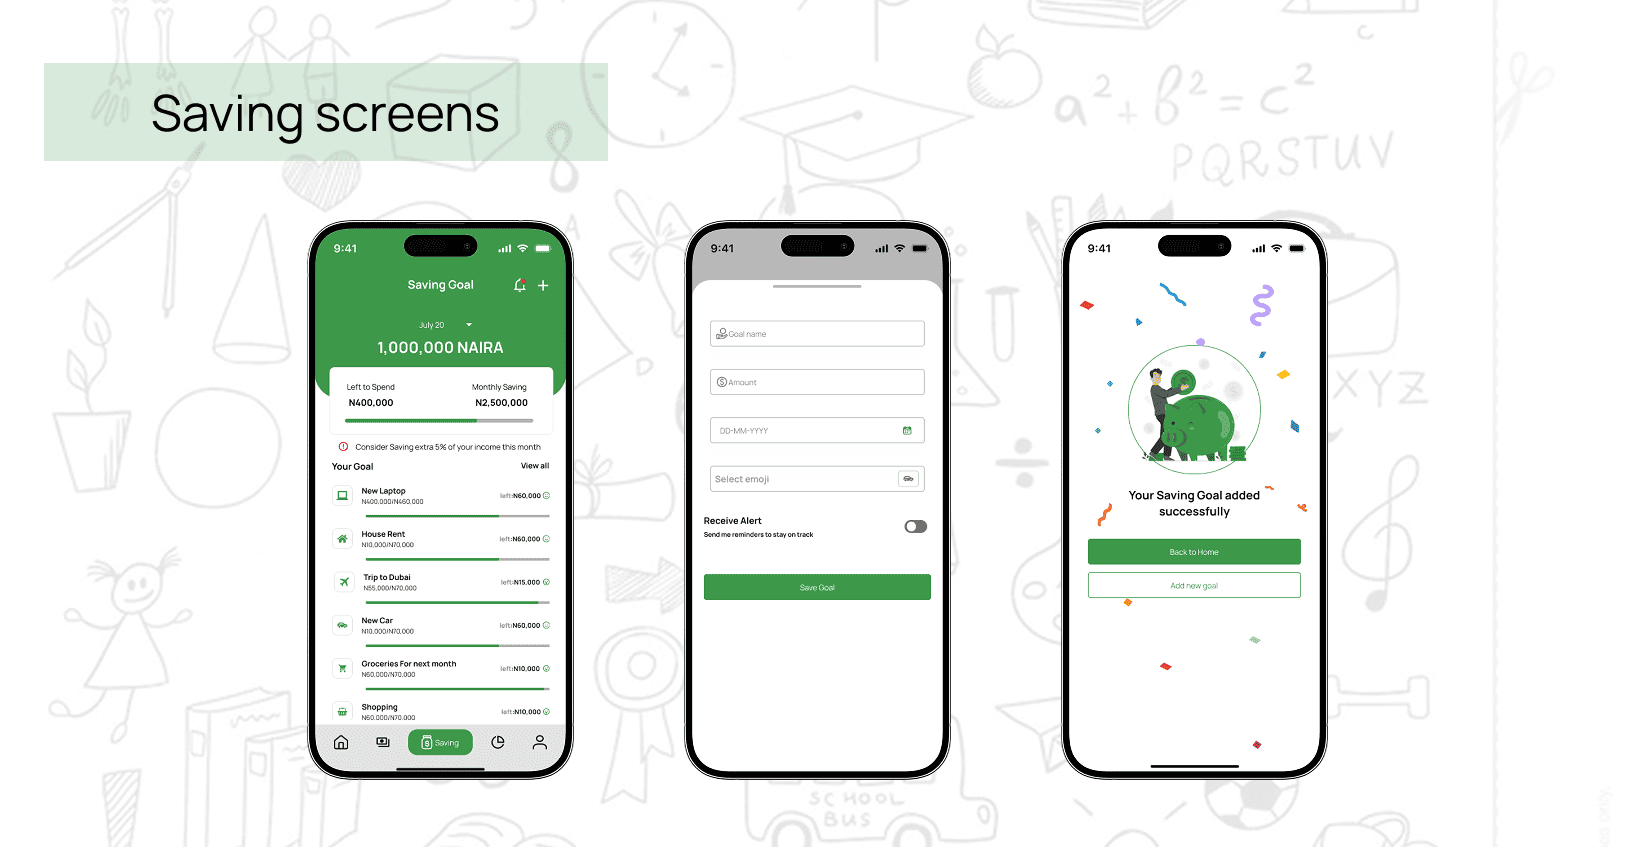 Saving screens
a² + b² = c²
PQRSTUV
XYZ
SCHOOL
BUS
9:41
Saving Goal
July 20
1,000,000 NAIRA
Left to Spend Monthly Saving
N400,000 N2,500,000
Consider Saving extra 5% of your income this month
Your Goal View all
New Laptop
N400,000/N460,000 left:N60,000
House Rent
N10,000/N70,000 left:N60,000
Trip to Dubai
N55,000/N70,000 left:N15,000
New Car
N10,000/N70,000 left:N60,000
Groceries For next month
N60,000/N70,000 left:N10,000
Shopping
N60,000/N70,000 left:N10,000
Saving
9:41
Goal name
Amount
DD-MM-YYYY
Select emoji
Receive Alert
Send me reminders to stay on track
Save Goal
9:41
Your Saving Goal added
successfully
Back to Home
Add new goal